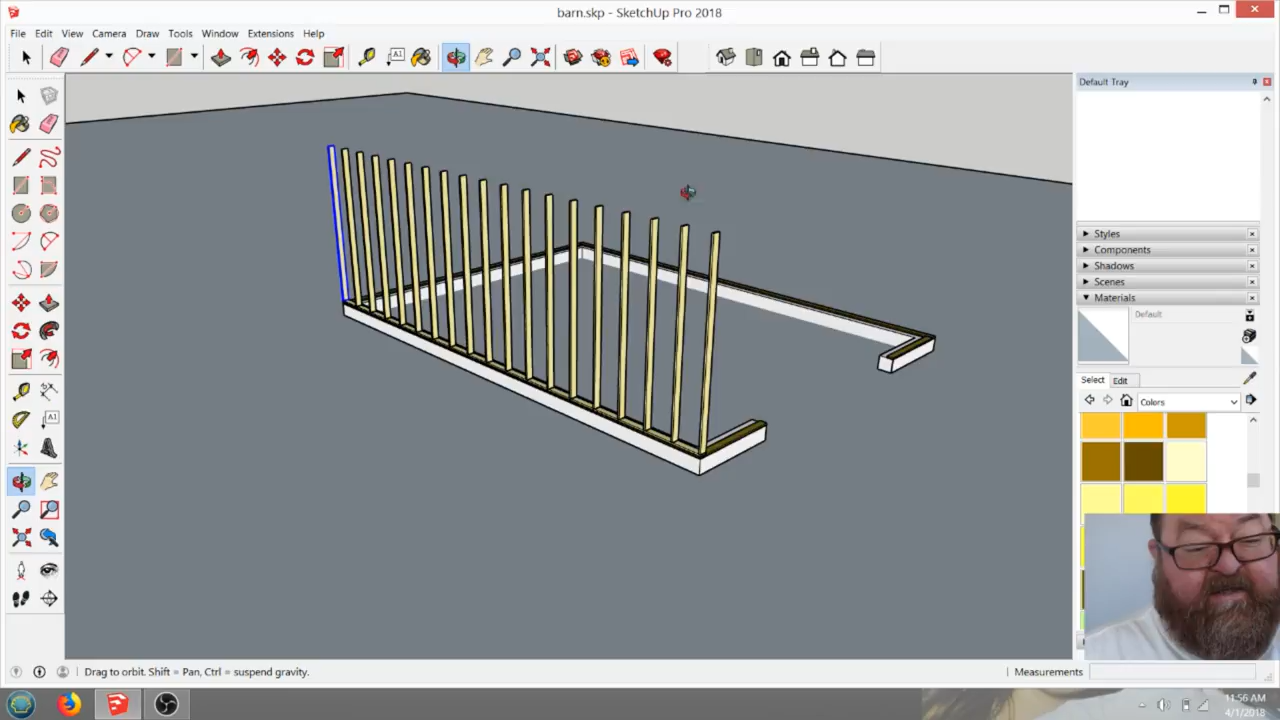 barn.skp - SketchUp Pro 2018
File Edit View Camera Draw Tools Window Extensions Help
A1
Default Tray
Styles
Components
Shadows
Scenes
Materials
Default
Select Edit
Colors
A1
Drag to orbit. Shift = Pan, Ctrl = suspend gravity.
Measurements
11:56 AM
4/1/2018